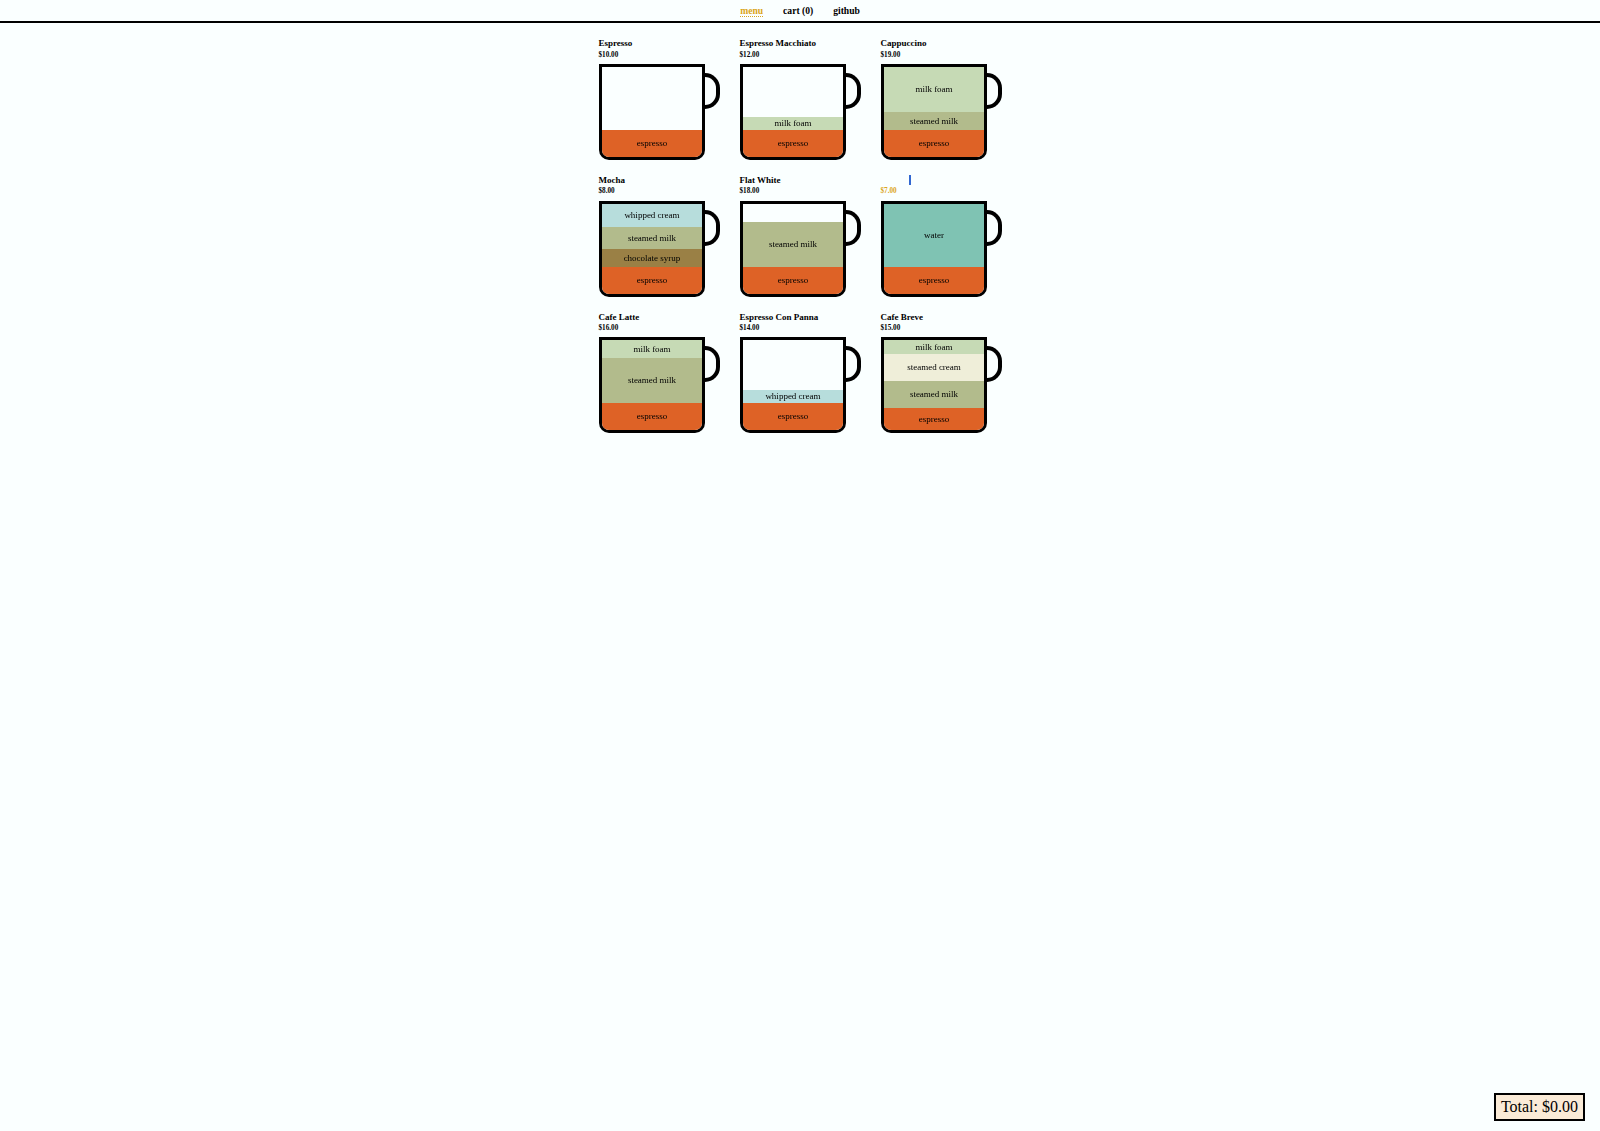 menu cart (0) github
Espresso
$10.00
espresso
Espresso Macchiato
$12.00
milk foam
espresso
Cappuccino
$19.00
milk foam
steamed milk
espresso
Mocha
$8.00
whipped cream
steamed milk
chocolate syrup
espresso
Flat White
$18.00
steamed milk
espresso
$7.00
water
espresso
Cafe Latte
$16.00
milk foam
steamed milk
espresso
Espresso Con Panna
$14.00
whipped cream
espresso
Cafe Breve
$15.00
milk foam
steamed cream
steamed milk
espresso
Total: $0.00